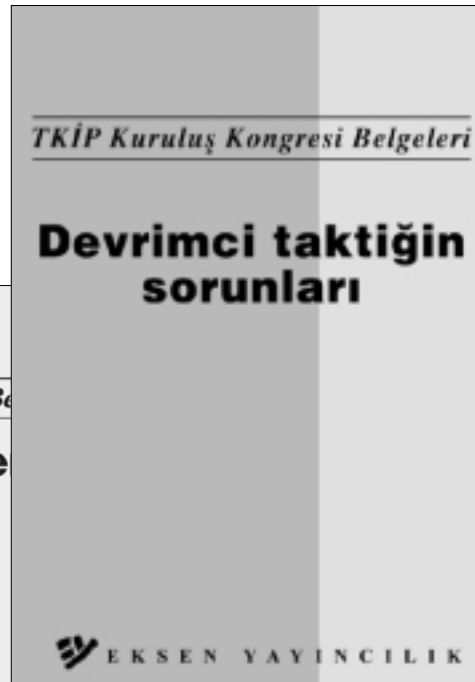 TKİP Kuruluş Kongresi Belgeleri
Devrimci taktiğin
sorunları
EKSEN YAYINCILIK